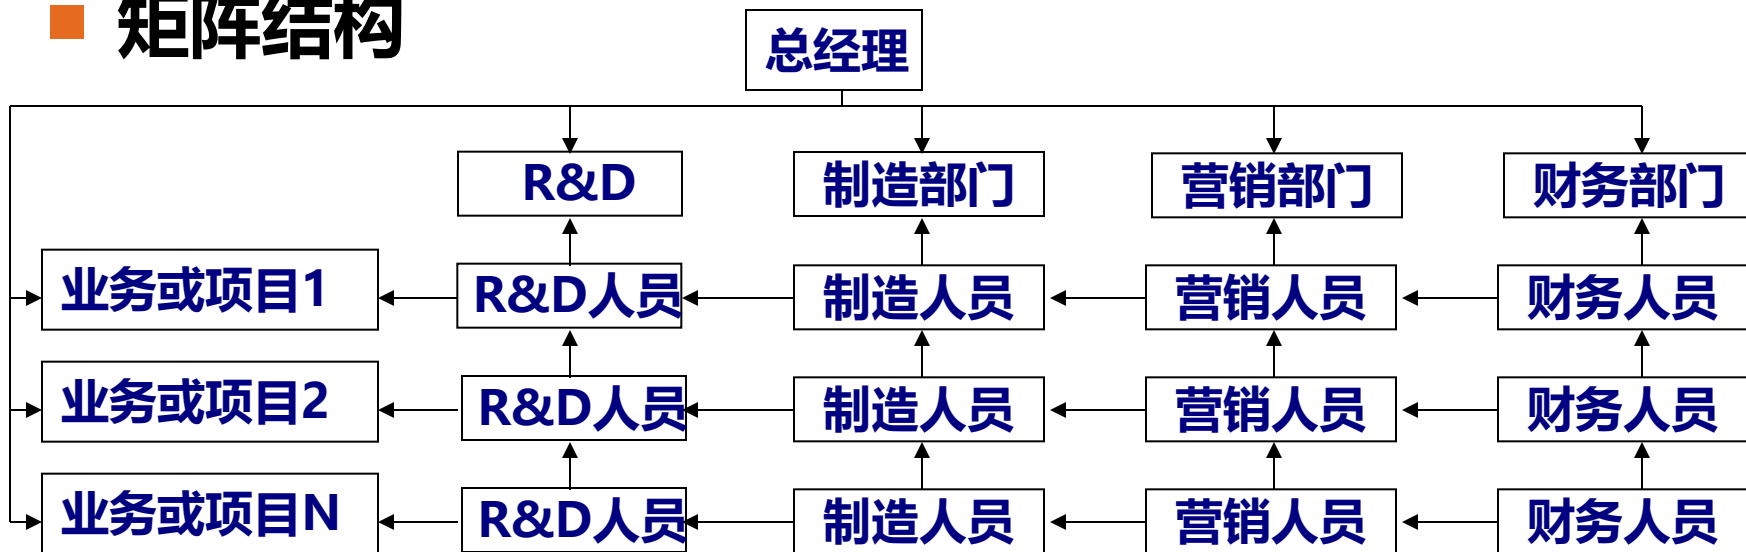 矩阵结构
总经理
R&D
制造部门
营销部门
财务部门
业务或项目1
R&D人员
制造人员
营销人员
财务人员
业务或项目2
R&D人员
制造人员
营销人员
财务人员
业务或项目N
R&D人员
制造人员
营销人员
财务人员